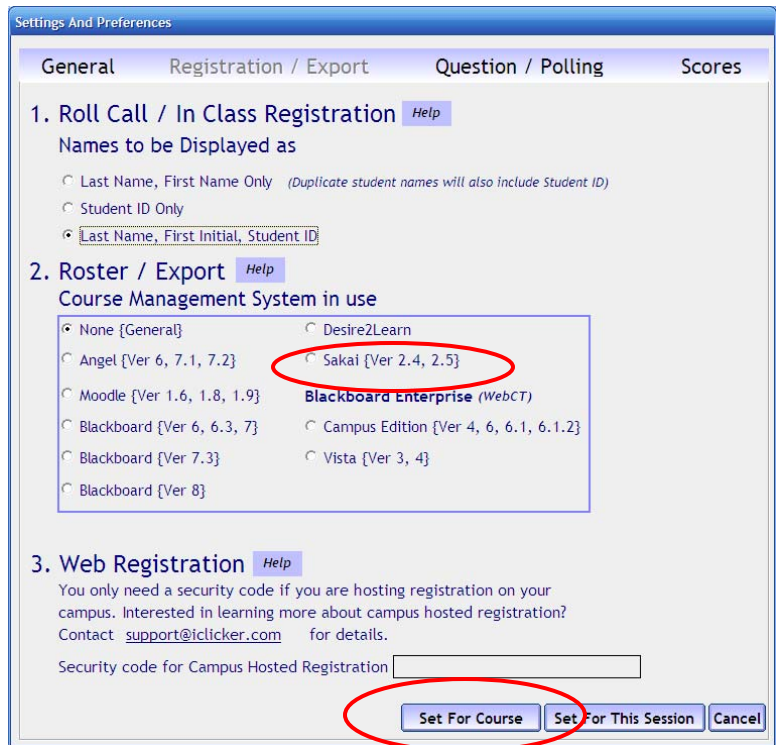 Settings And Preferences
General Registration / Export Question / Polling Scores
1. Roll Call / In Class Registration Help
Names to be Displayed as
Last Name, First Name Only (Duplicate student names will also include Student ID)
Student ID Only
Last Name, First Initial, Student ID
2. Roster / Export Help
Course Management System in use
None {General} Desire2Learn
Angel {Ver 6, 7.1, 7.2} Sakai {Ver 2.4, 2.5}
Moodle {Ver 1.6, 1.8, 1.9} Blackboard Enterprise (WebCT)
Blackboard {Ver 6, 6.3, 7} Campus Edition {Ver 4, 6, 6.1, 6.1.2}
Blackboard {Ver 7.3} Vista {Ver 3, 4}
Blackboard {Ver 8}
3. Web Registration Help
You only need a security code if you are hosting registration on your
campus. Interested in learning more about campus hosted registration?
Contact support@iclicker.com for details.
Security code for Campus Hosted Registration
Set For Course Set For This Session Cancel